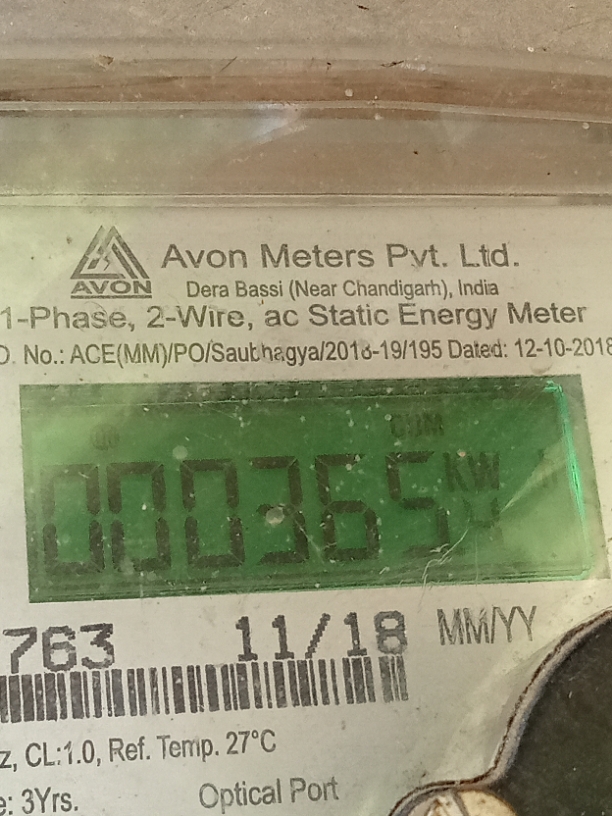 AVON
Avon Meters Pvt. Ltd.
Dera Bassi (Near Chandigarh), India
1-Phase, 2-Wire, ac Static Energy Meter
O. No.: ACE(MM)/PO/Saubhagya/2018-19/195 Dated: 12-10-2018
CUM
000365 KW h
763 11/18 MM/YY
z, CL:1.0, Ref. Temp. 27°C
e: 3Yrs. Optical Port